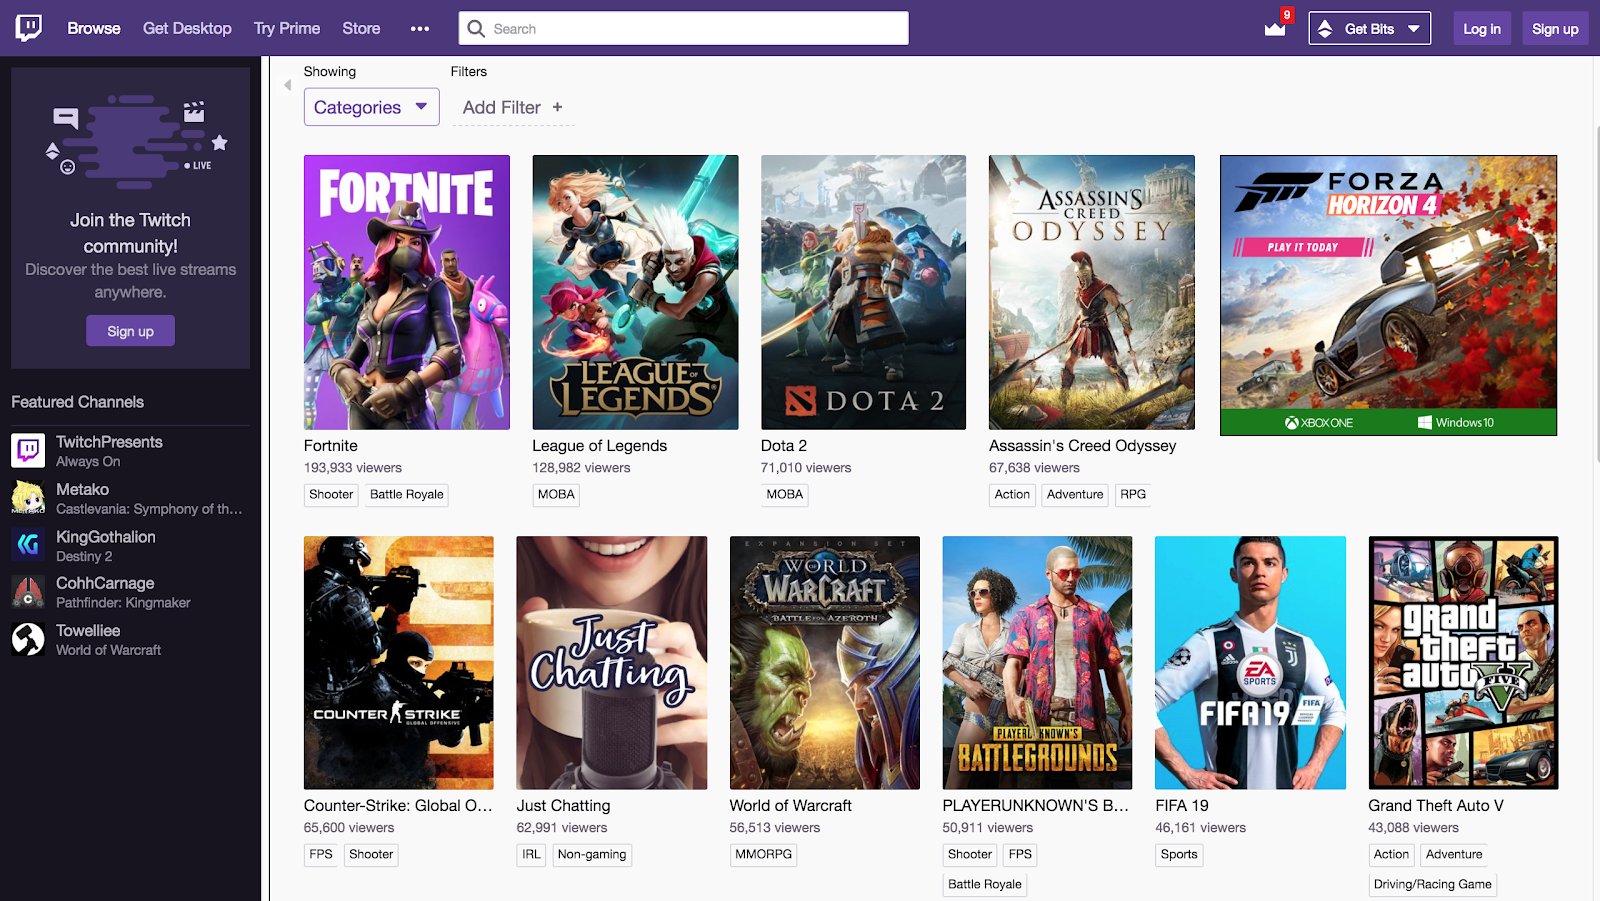 Browse
Get Desktop
Try Prime
Store
•••
Search
9
Get Bits
Log in
Sign up
LIVE
Join the Twitch
community!
Discover the best live streams
anywhere.
Sign up
Featured Channels
TwitchPresents
Always On
Metako
Castlevania: Symphony of th...
KingGothalion
Destiny 2
CohhCarnage
Pathfinder: Kingmaker
Towelliee
World of Warcraft
Showing
Filters
Categories
Add Filter +
FORTNITE
LEAGUE OF
LEGENDS
DOTA 2
ASSASSIN'S
CREED
ODYSSEY
FORZA
HORIZON 4
PLAY IT TODAY
XBOX ONE
Windows 10
Fortnite
193,933 viewers
Shooter
Battle Royale
League of Legends
128,982 viewers
MOBA
Dota 2
71,010 viewers
MOBA
Assassin's Creed Odyssey
67,638 viewers
Action
Adventure
RPG
COUNTER STRIKE
GLOBAL OFFENSIVE
Just
Chatting
EXPANSION SET
WORLD
OF
WARCRAFT
BATTLE FOR AZEROTH
PLAYERUNKNOWN'S
BATTLEGROUNDS
adidas
EA
SPORTS
FIFA 19
FIFA
grand
theft
auto
V
FIVE
Counter-Strike: Global O...
65,600 viewers
FPS
Shooter
Just Chatting
62,991 viewers
IRL
Non-gaming
World of Warcraft
56,513 viewers
MMORPG
PLAYERUNKNOWN'S B...
50,911 viewers
Shooter
FPS
Battle Royale
FIFA 19
46,161 viewers
Sports
Grand Theft Auto V
43,088 viewers
Action
Adventure
Driving/Racing Game